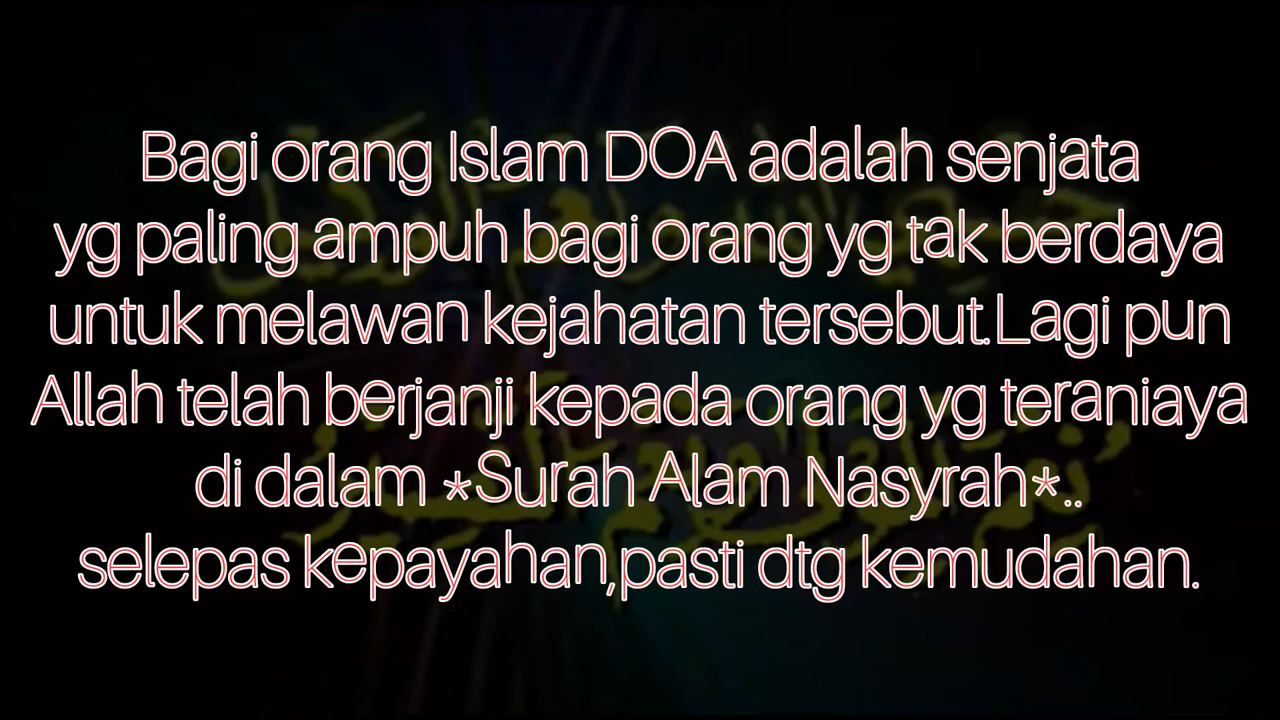 Bagi orang Islam DOA adalah senjata
yg paling ampuh bagi orang yg tak berdaya
untuk melawan kejahatan tersebut.Lagi pun
Allah telah berjanji kepada orang yg teraniaya
di dalam *Surah Alam Nasyrah*..
selepas kepayahan,pasti dtg kemudahan.